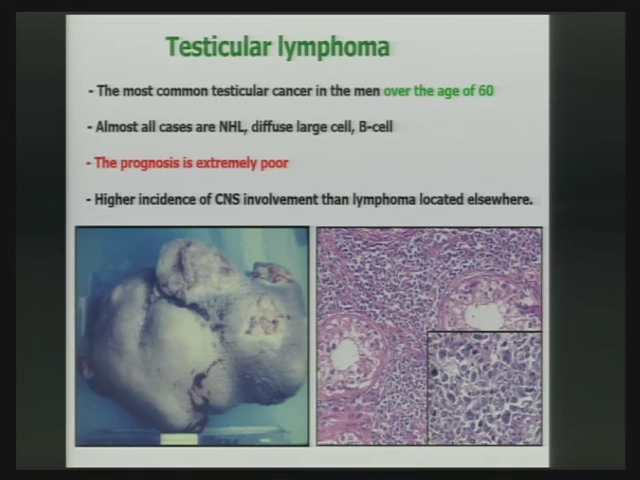 Testicular lymphoma
- The most common testicular cancer in the men over the age of 60
- Almost all cases are NHL, diffuse large cell, B-cell
- The prognosis is extremely poor
- Higher incidence of CNS involvement than lymphoma located elsewhere.